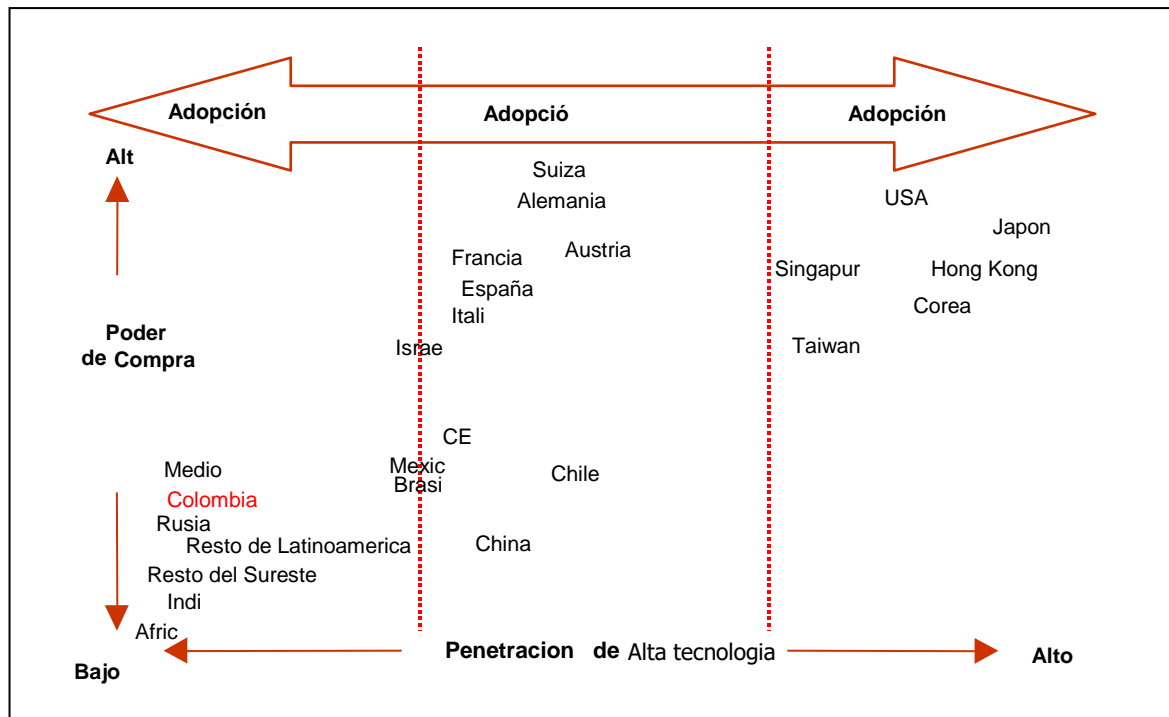 Adopción
Adopció
Adopción
Alt
Suiza
Alemania
USA
Japon
Francia
Austria
Singapur
Hong Kong
España
Corea
Itali
Poder
de Compra
Israe
Taiwan
CE
Medio
Mexic
Chile
Brasi
Colombia
Rusia
Resto de Latinoamerica
China
Resto del Sureste
Indi
Afric
Penetracion de Alta tecnologia
Alto
Bajo